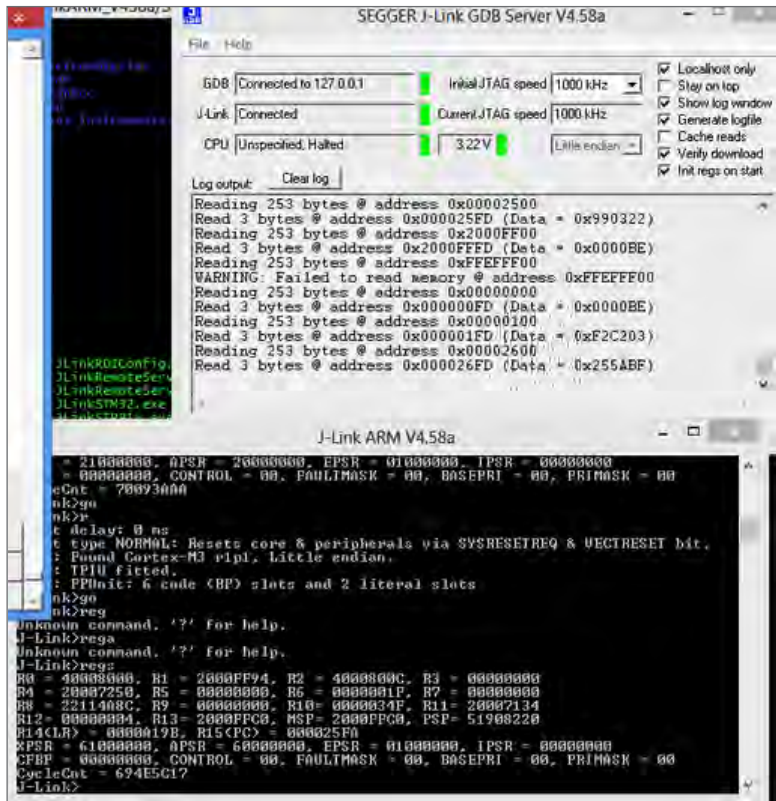 SEGGER J-Link GDB Server V4.58a
File Help
GDB Connected to 127.0.0.1 Initial JTAG speed 1000 kHz
J-Link Connected Current JTAG speed 1000 kHz
CPU Unspecified, Halted 3.22 V Little endian
Localhost only
Stay on top
Show log window
Generate logfile
Cache reads
Verify download
Init regs on start
Log output: Clear log
Reading 253 bytes @ address 0x00002500
Read 3 bytes @ address 0x000025FD (Data = 0x990322)
Reading 253 bytes @ address 0x2000FF00
Read 3 bytes @ address 0x2000FFFD (Data = 0x0000BE)
Reading 253 bytes @ address 0xFFEFFF00
WARNING: Failed to read memory @ address 0xFFEFFF00
Reading 253 bytes @ address 0x00000000
Read 3 bytes @ address 0x000000FD (Data = 0x0000BE)
Reading 253 bytes @ address 0x00000100
Read 3 bytes @ address 0x000001FD (Data = 0xF2C203)
Reading 253 bytes @ address 0x00002600
Read 3 bytes @ address 0x000026FD (Data = 0x255ABF)
JLinkRDIConfig.
JLinkRemoteServ
JLinkRemoteServ
JLinkSTM32.exe
J-Link ARM V4.58a
= 21000000, APSR = 20000000, EPSR = 01000000, IPSR = 00000000
= 00000000, CONTROL = 00, FAULTMASK = 00, BASEPRI = 00, PRIMASK = 00
eCnt = 70093AAA
nk>go
nk>r
t delay: 0 ms
t type NORMAL: Resets core & peripherals via SYSRESETREQ & VECTRESET bit.
: Found Cortex-M3 r1p1, Little endian.
: TPIU fitted.
: FPUnit: 6 code (BP) slots and 2 literal slots
nk>go
nk>reg
Unknown command. '?' for help.
J-Link>rega
Unknown command. '?' for help.
J-Link>regs
R0 = 40008000, R1 = 2000FF94, R2 = 4000800C, R3 = 00000000
R4 = 20007250, R5 = 00000000, R6 = 0000001F, R7 = 00000000
R8 = 22114A8C, R9 = 00000000, R10= 0000034F, R11= 20007134
R12= 00000004, R13= 2000FFC0, MSP= 2000FFC0, PSP= 51908220
R14(LR) = 0000A19B, R15(PC) = 000025FA
XPSR = 61000000, APSR = 60000000, EPSR = 01000000, IPSR = 00000000
CFBP = 00000000, CONTROL = 00, FAULTMASK = 00, BASEPRI = 00, PRIMASK = 00
CycleCnt = 694E5C17
J-Link>